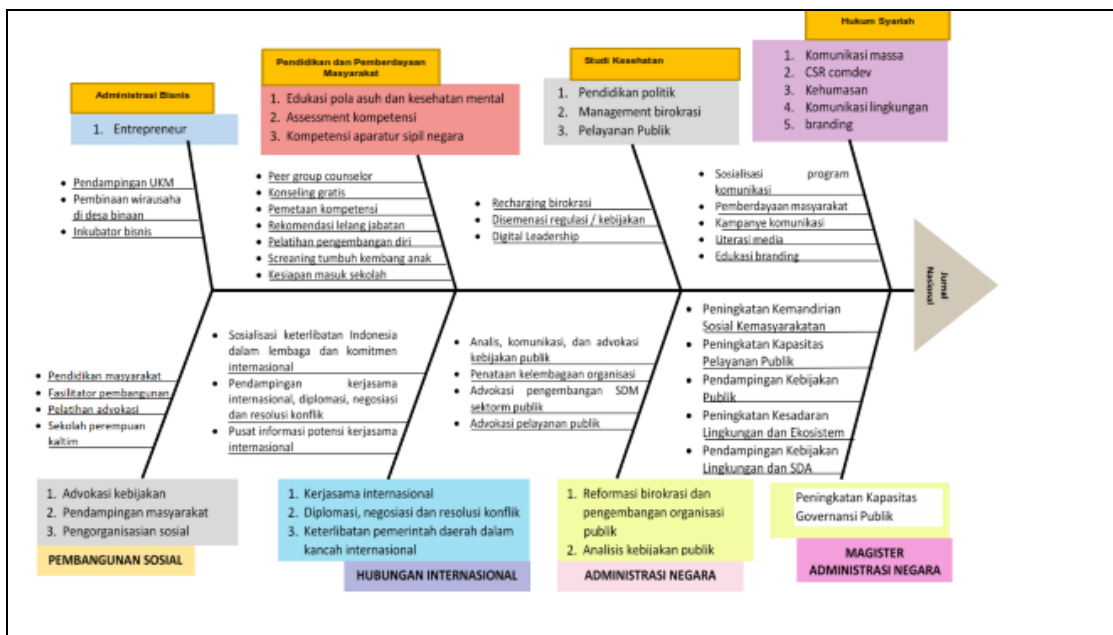 Administrasi Bisnis
1. Entrepreneur
Pendidikan dan Pemberdayaan
Masyarakat
1. Edukasi pola asuh dan kesehatan mental
2. Assessment kompetensi
3. Kompetensi aparatur sipil negara
Studi Kesehatan
1. Pendidikan politik
2. Management birokrasi
3. Pelayanan Publik
Hukum Syariah
1. Komunikasi massa
2. CSR comdev
3. Kehumasan
4. Komunikasi lingkungan
5. branding
• Pendampingan UKM
• Pembinaan wirausaha
di desa binaan
• Inkubator bisnis
• Peer group counselor
• Konseling gratis
• Pemetaan kompetensi
• Rekomendasi lelang jabatan
• Pelatihan pengembangan diri
• Screaning tumbuh kembang anak
• Kesiapan masuk sekolah
• Recharging birokrasi
• Disemenasi regulasi / kebijakan
• Digital Leadership
• Sosialisasi program
komunikasi
• Pemberdayaan masyarakat
• Kampanye komunikasi
• Literasi media
• Edukasi branding
Jurnal
Nasional
• Pendidikan masyarakat
• Fasilitator pembangunan
• Pelatihan advokasi
• Sekolah perempuan
kaltim
• Sosialisasi keterlibatan Indonesia
dalam lembaga dan komitmen
internasional
• Pendampingan kerjasama
internasional, diplomasi, negosiasi
dan resolusi konflik
• Pusat informasi potensi kerjasama
internasional
• Analis, komunikasi, dan advokasi
kebijakan publik
• Penataan kelembagaan organisasi
• Advokasi pengembangan SDM
sektorm publik
• Advokasi pelayanan publik
• Peningkatan Kemandirian
Sosial Kemasyarakatan
• Peningkatan Kapasitas
Pelayanan Publik
• Pendampingan Kebijakan
Publik
• Peningkatan Kesadaran
Lingkungan dan Ekosistem
• Pendampingan Kebijakan
Lingkungan dan SDA
1. Advokasi kebijakan
2. Pendampingan masyarakat
3. Pengorganisasian sosial
PEMBANGUNAN SOSIAL
1. Kerjasama internasional
2. Diplomasi, negosiasi dan resolusi konflik
3. Keterlibatan pemerintah daerah dalam
kancah internasional
HUBUNGAN INTERNASIONAL
1. Reformasi birokrasi dan
pengembangan organisasi
publik
2. Analisis kebijakan publik
ADMINISTRASI NEGARA
Peningkatan Kapasitas
Governansi Publik
MAGISTER
ADMINISTRASI NEGARA